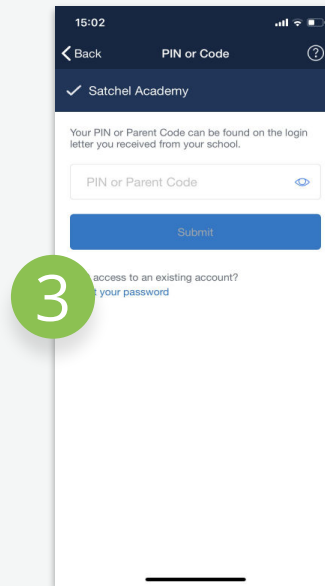 15:02
Back PIN or Code ?
Satchel Academy
Your PIN or Parent Code can be found on the login
letter you received from your school.
PIN or Parent Code
Submit
access to an existing account?
your password
3